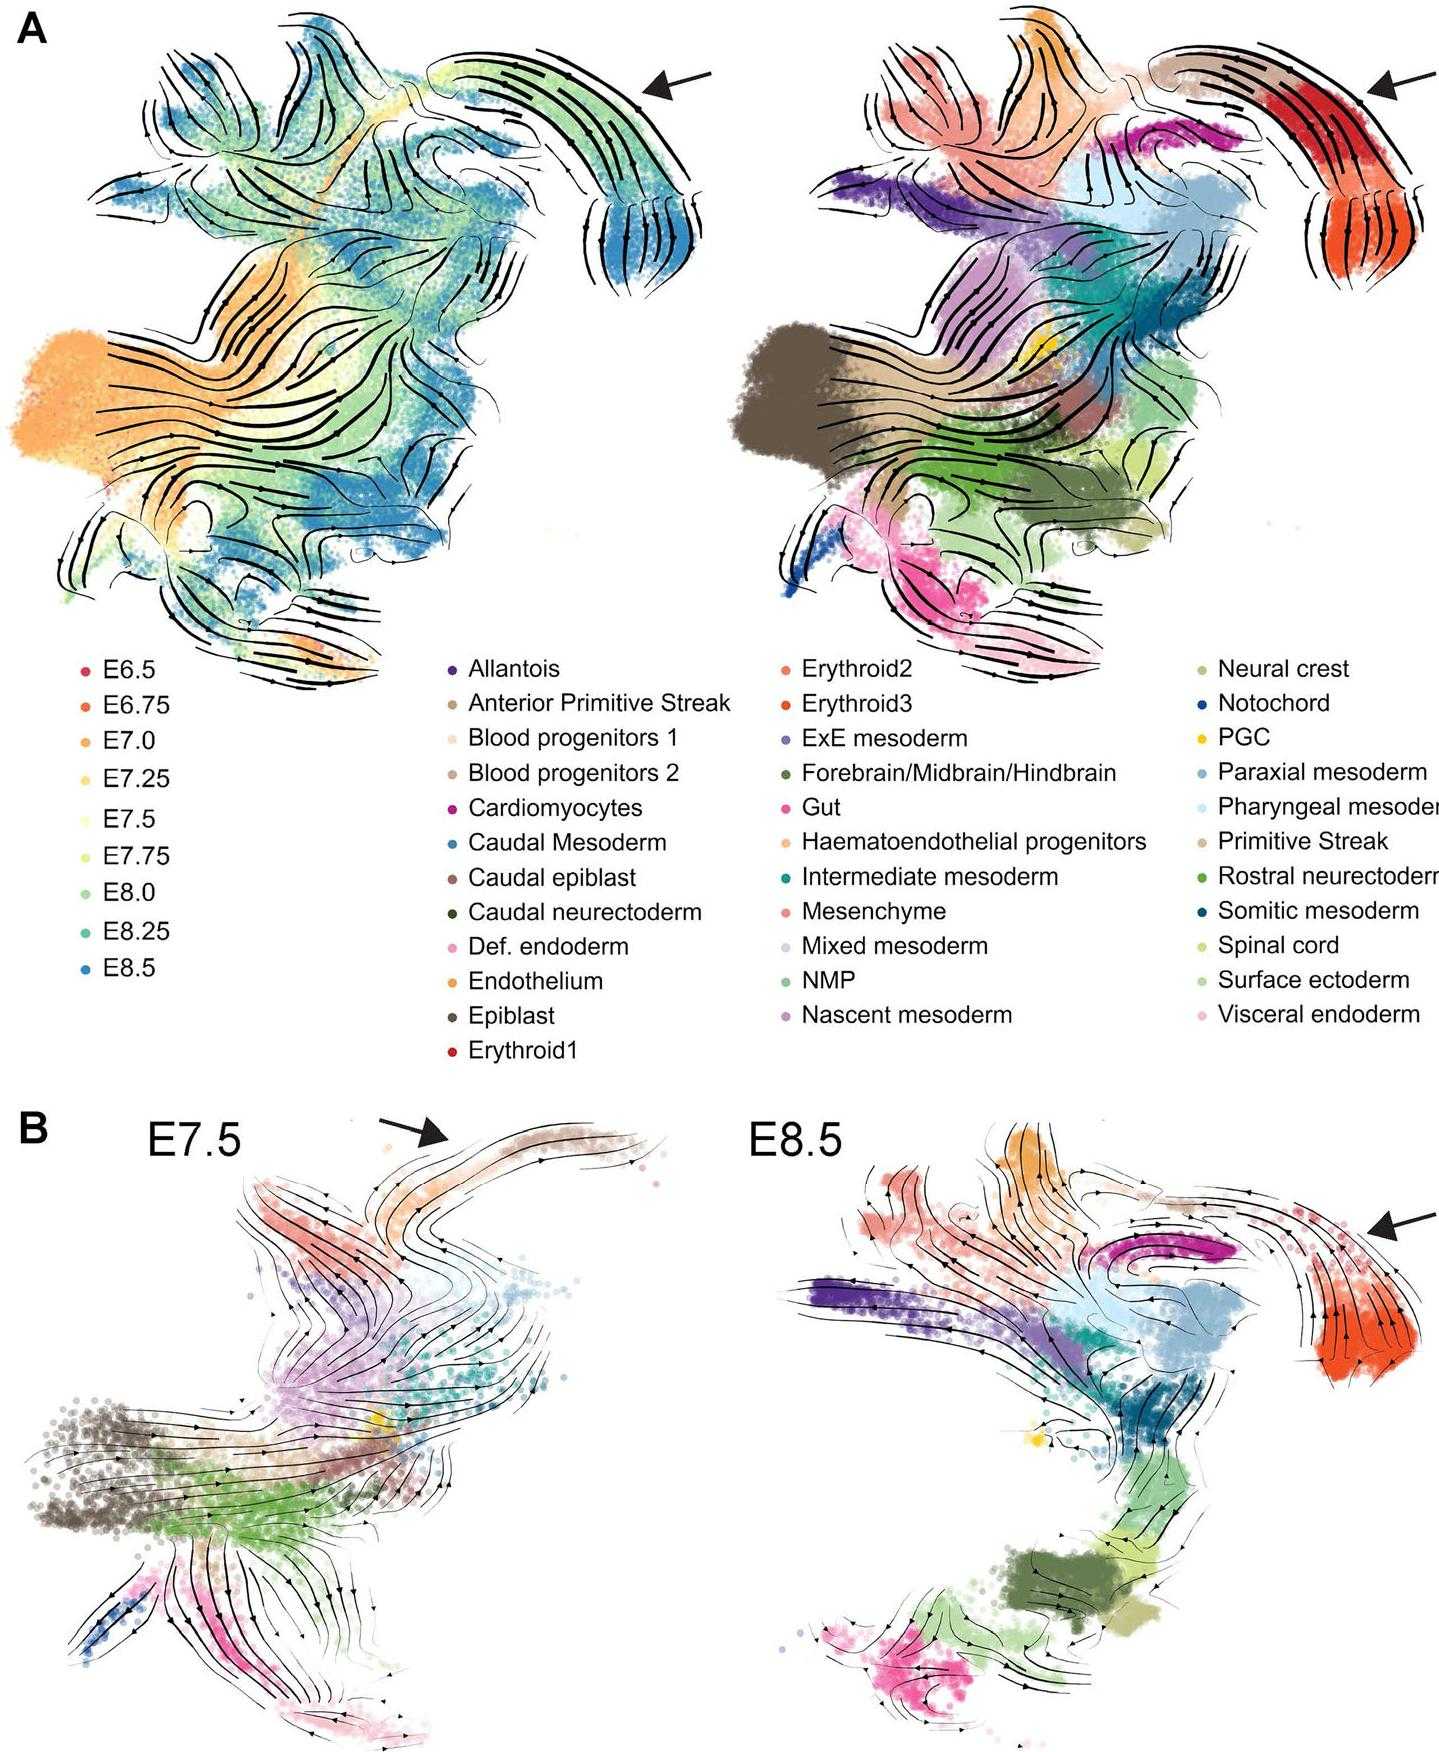 A
E6.5
E6.75
E7.0
E7.25
E7.5
E7.75
E8.0
E8.25
E8.5
Allantois
Anterior Primitive Streak
Blood progenitors 1
Blood progenitors 2
Cardiomyocytes
Caudal Mesoderm
Caudal epiblast
Caudal neurectoderm
Def. endoderm
Endothelium
Epiblast
Erythroid1
Erythroid2
Erythroid3
ExE mesoderm
Forebrain/Midbrain/Hindbrain
Gut
Haematoendothelial progenitors
Intermediate mesoderm
Mesenchyme
Mixed mesoderm
NMP
Nascent mesoderm
Neural crest
Notochord
PGC
Paraxial mesoderm
Pharyngeal mesoder
Primitive Streak
Rostral neurectoder
Somitic mesoderm
Spinal cord
Surface ectoderm
Visceral endoderm
B
E7.5
E8.5